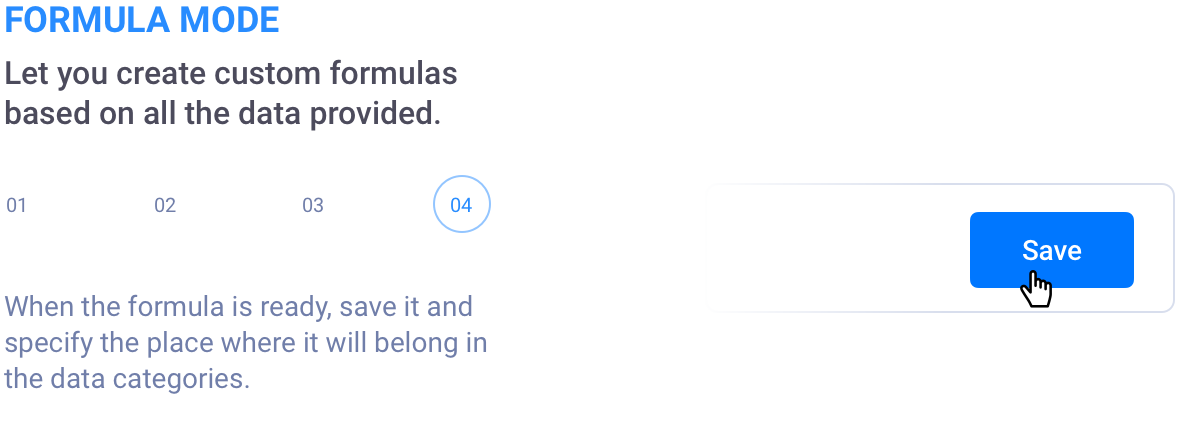 FORMULA MODE
Let you create custom formulas
based on all the data provided.
01 02 03 04
Save
When the formula is ready, save it and
specify the place where it will belong in
the data categories.